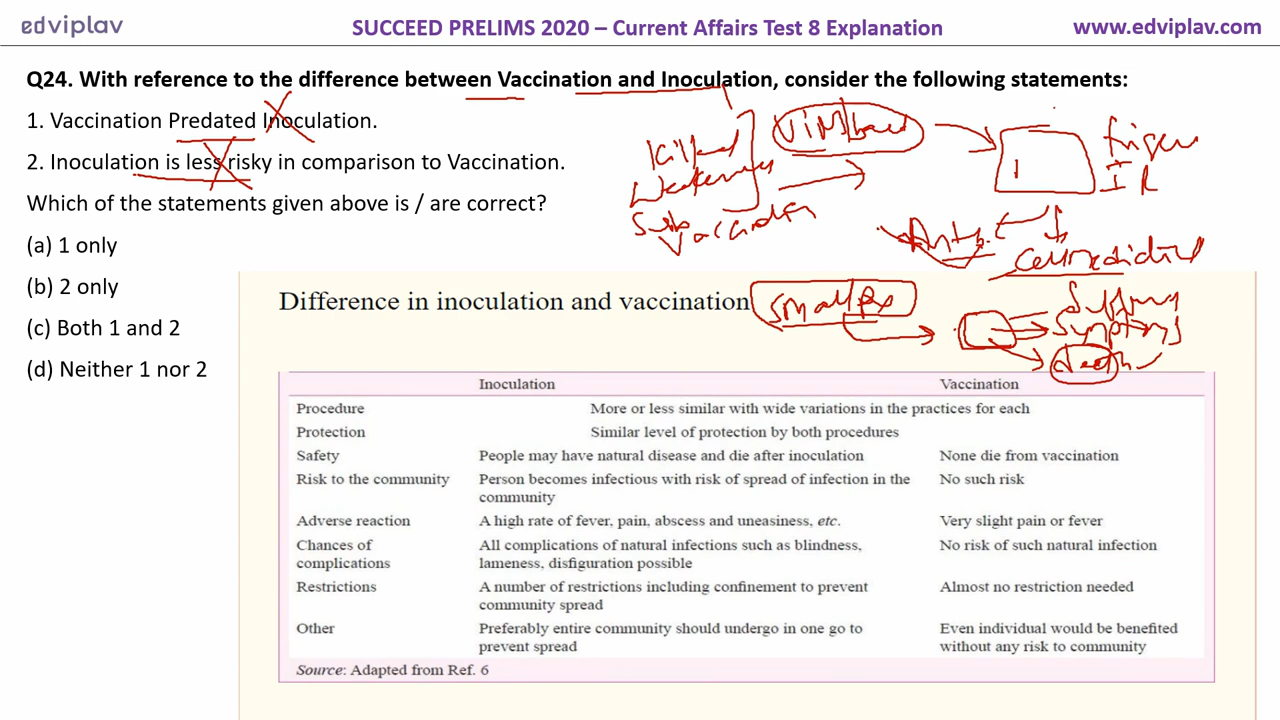 edviplav
SUCCEED PRELIMS 2020 – Current Affairs Test 8 Explanation
www.edviplav.com
Q24. With reference to the difference between Vaccination and Inoculation, consider the following statements:
1. Vaccination Predated Inoculation.
2. Inoculation is less risky in comparison to Vaccination.
Which of the statements given above is / are correct?
(a) 1 only
(b) 2 only
(c) Both 1 and 2
(d) Neither 1 nor 2
Smallpox
Suffering
Symptoms
death
Difference in inoculation and vaccination
Inoculation Vaccination
Procedure More or less similar with wide variations in the practices for each
Protection Similar level of protection by both procedures
Safety People may have natural disease and die after inoculation None die from vaccination
Risk to the community Person becomes infectious with risk of spread of infection in the No such risk
community
Adverse reaction A high rate of fever, pain, abscess and uneasiness, etc. Very slight pain or fever
Chances of All complications of natural infections such as blindness, No risk of such natural infection
complications lameness, disfiguration possible
Restrictions A number of restrictions including confinement to prevent Almost no restriction needed
community spread
Other Preferably entire community should undergo in one go to Even individual would be benefited
prevent spread without any risk to community
Source: Adapted from Ref. 6